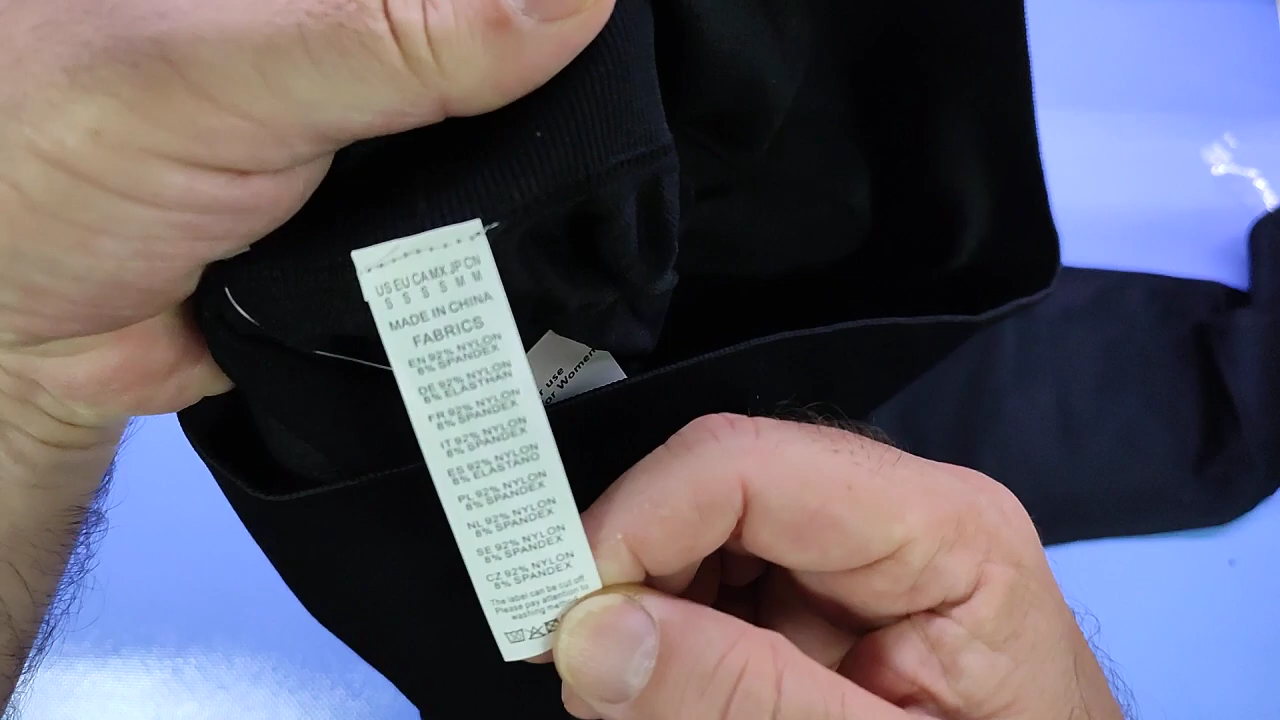 US EU CA MX JP CN
S S S S M M
MADE IN CHINA
FABRICS
EN 92% NYLON
8% SPANDEX
DE 92% NYLON
8% ELASTHAN
FR 92% NYLON
8% SPANDEX
IT 92% NYLON
8% SPANDEX
ES 92% NYLON
8% ELASTANO
PL 92% NYLON
8% SPANDEX
NL 92% NYLON
8% SPANDEX
SE 92% NYLON
8% SPANDEX
CZ 92% NYLON
8% SPANDEX
The label can be cut off
Please pay attention to
washing
use
Women